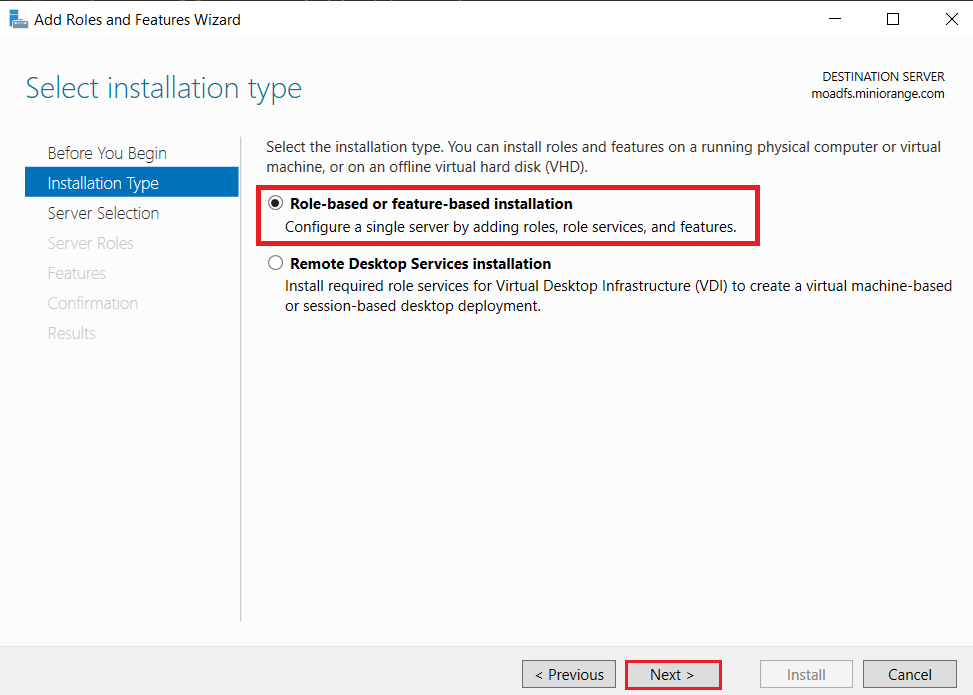 Add Roles and Features Wizard
Select installation type
DESTINATION SERVER
moadfs.miniorange.com
Before You Begin
Installation Type
Server Selection
Server Roles
Features
Confirmation
Results
Select the installation type. You can install roles and features on a running physical computer or virtual
machine, or on an offline virtual hard disk (VHD).
Role-based or feature-based installation
Configure a single server by adding roles, role services, and features.
Remote Desktop Services installation
Install required role services for Virtual Desktop Infrastructure (VDI) to create a virtual machine-based
or session-based desktop deployment.
< Previous
Next >
Install
Cancel